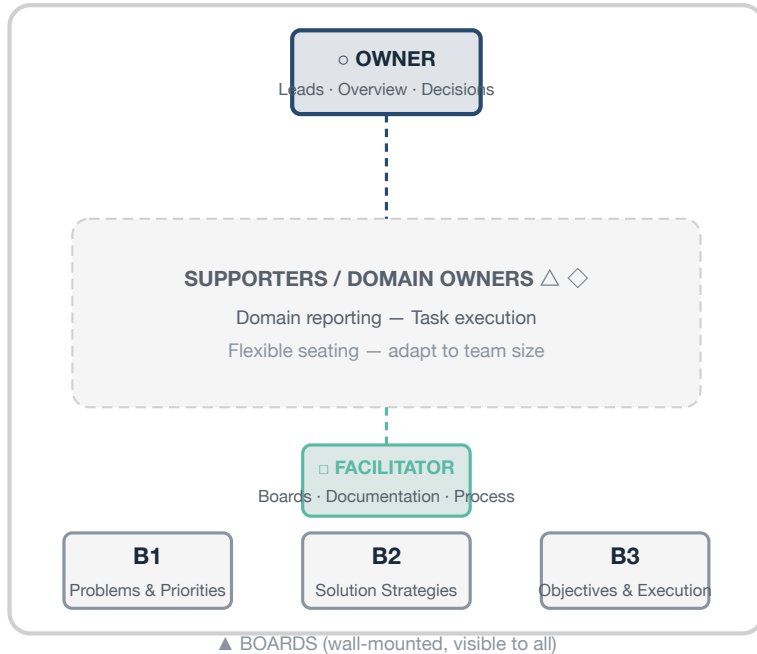 ○ OWNER
Leads · Overview · Decisions
SUPPORTERS / DOMAIN OWNERS △ ◇
Domain reporting — Task execution
Flexible seating — adapt to team size
□ FACILITATOR
Boards · Documentation · Process
B1
Problems & Priorities
B2
Solution Strategies
B3
Objectives & Execution
▲ BOARDS (wall-mounted, visible to all)